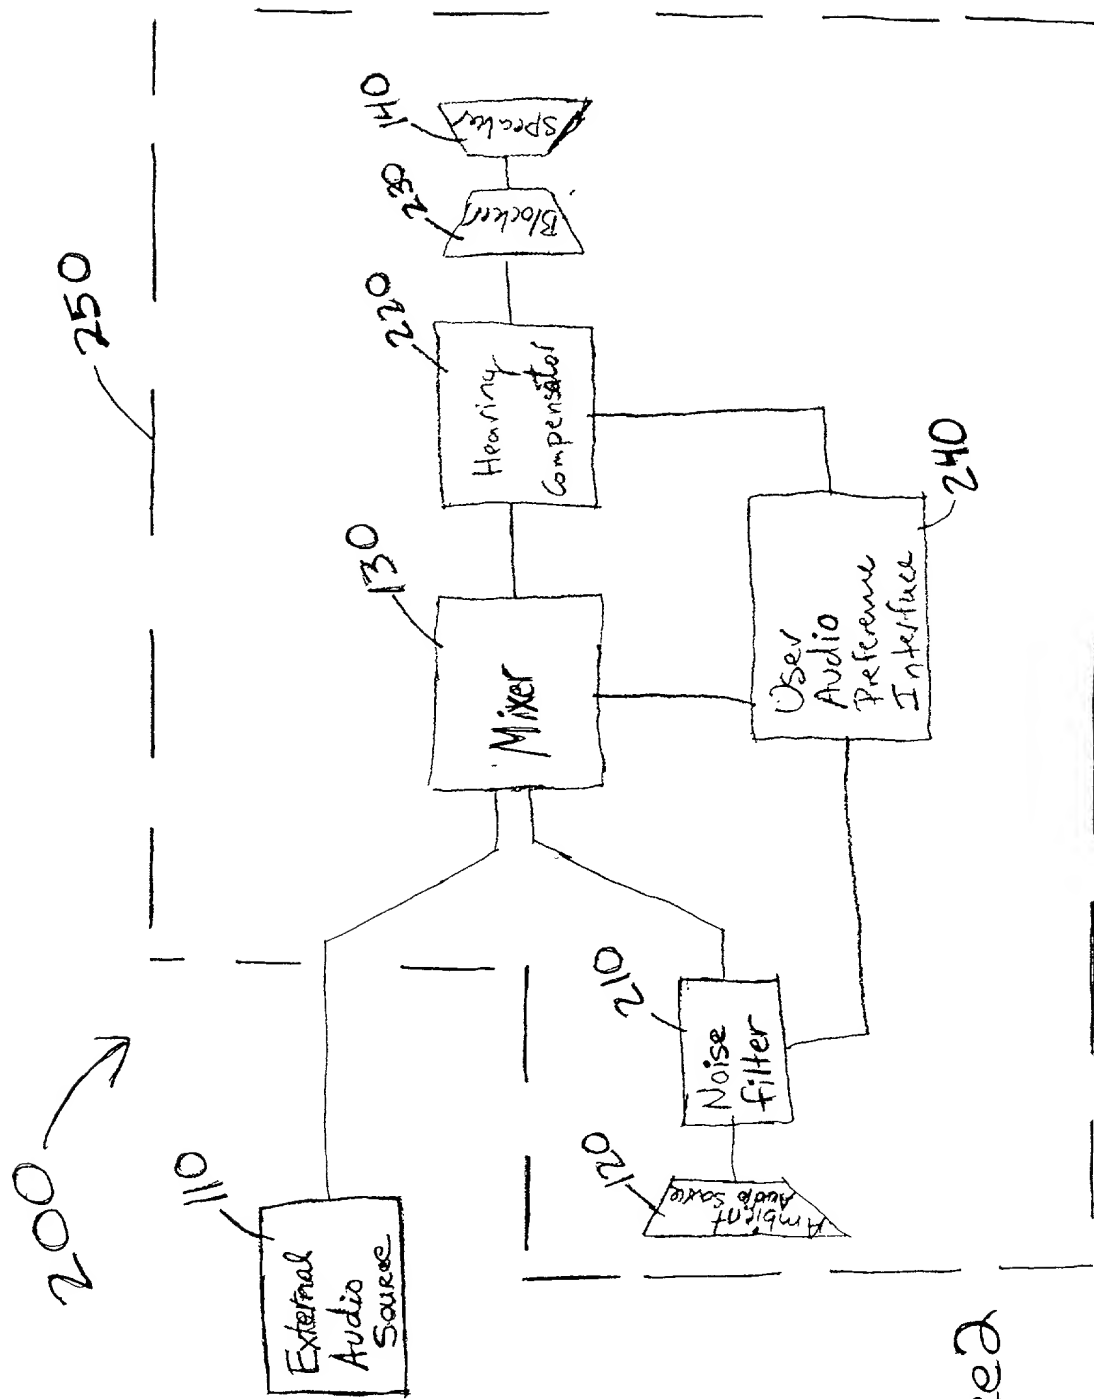 200
250
110
External
Audio
Source
120
Ambient
Audio Source
210
Noise
filter
130
Mixer
220
Hearing
Compensator
230
Blocker
140
Speaker
240
User
Audio
Preference
Interface